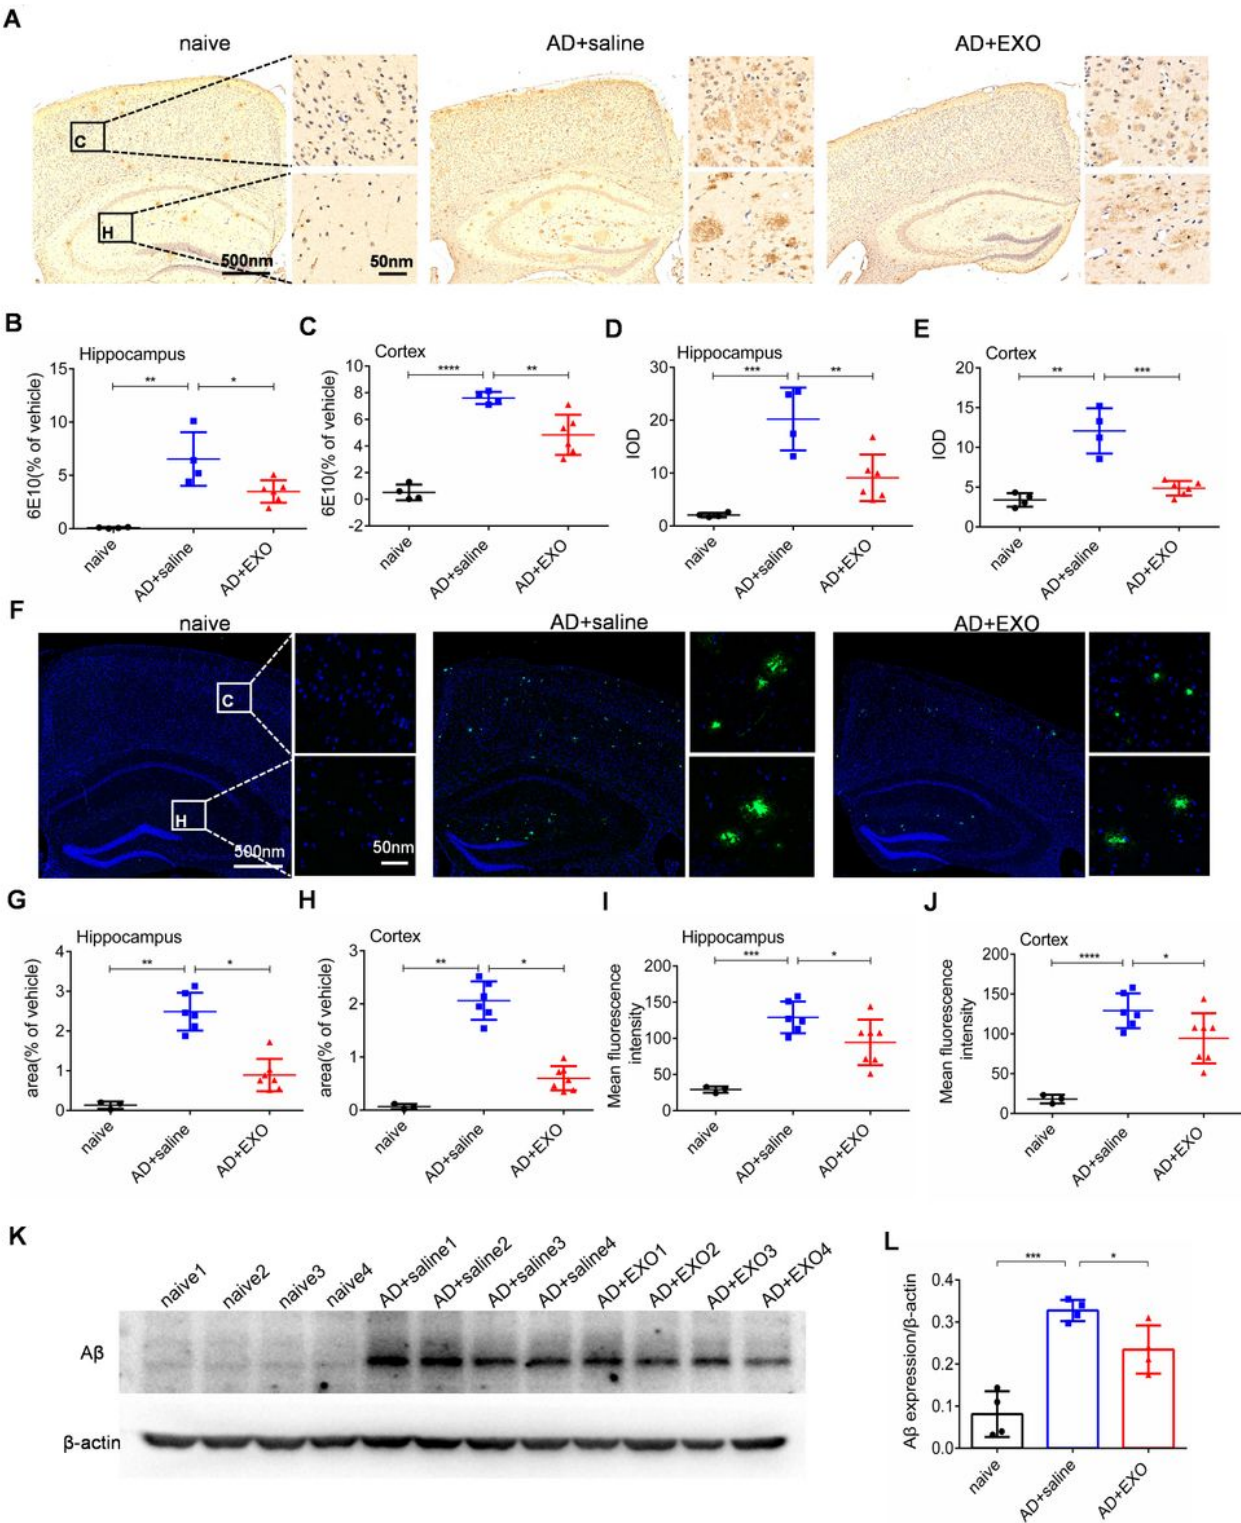 A
naive
AD+saline
AD+EXO
C
H
500nm
50nm
B
Hippocampus
6E10(% of vehicle)
15
10
5
0
**
*
naive
AD+saline
AD+EXO
C
Cortex
6E10(% of vehicle)
10
8
6
4
2
0
-2
****
**
naive
AD+saline
AD+EXO
D
Hippocampus
IOD
30
20
10
0
***
**
naive
AD+saline
AD+EXO
E
Cortex
IOD
20
15
10
5
0
**
***
naive
AD+saline
AD+EXO
F
naive
AD+saline
AD+EXO
C
H
500nm
50nm
G
Hippocampus
area(% of vehicle)
4
3
2
1
0
**
*
naive
AD+saline
AD+EXO
H
Cortex
area(% of vehicle)
3
2
1
0
**
*
naive
AD+saline
AD+EXO
I
Hippocampus
Mean fluorescence
intensity
200
150
100
50
0
***
*
naive
AD+saline
AD+EXO
J
Cortex
Mean fluorescence
intensity
200
150
100
50
0
****
*
naive
AD+saline
AD+EXO
K
naive1
naive2
naive3
naive4
AD+saline1
AD+saline2
AD+saline3
AD+saline4
AD+EXO1
AD+EXO2
AD+EXO3
AD+EXO4
Aβ
β-actin
L
Aβ expression/β-actin
0.4
0.3
0.2
0.1
0.0
***
*
naive
AD+saline
AD+EXO